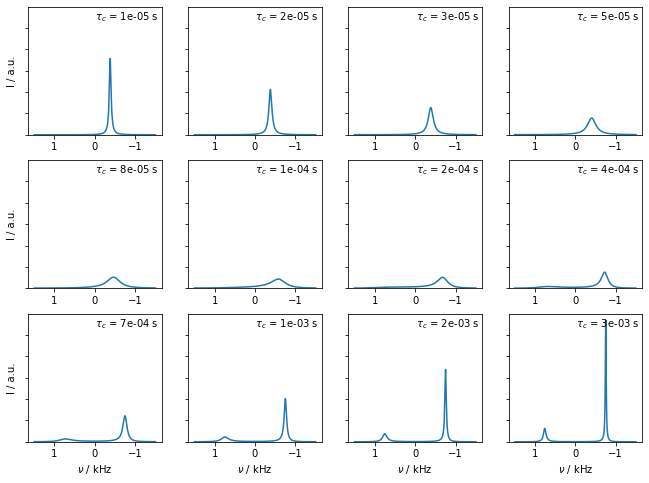 I / a.u.
τc = 1e-05 s
τc = 2e-05 s
τc = 3e-05 s
τc = 5e-05 s
1 0 −1
1 0 −1
1 0 −1
1 0 −1
I / a.u.
τc = 8e-05 s
τc = 1e-04 s
τc = 2e-04 s
τc = 4e-04 s
1 0 −1
1 0 −1
1 0 −1
1 0 −1
I / a.u.
τc = 7e-04 s
τc = 1e-03 s
τc = 2e-03 s
τc = 3e-03 s
1 0 −1
1 0 −1
1 0 −1
1 0 −1
ν / kHz
ν / kHz
ν / kHz
ν / kHz